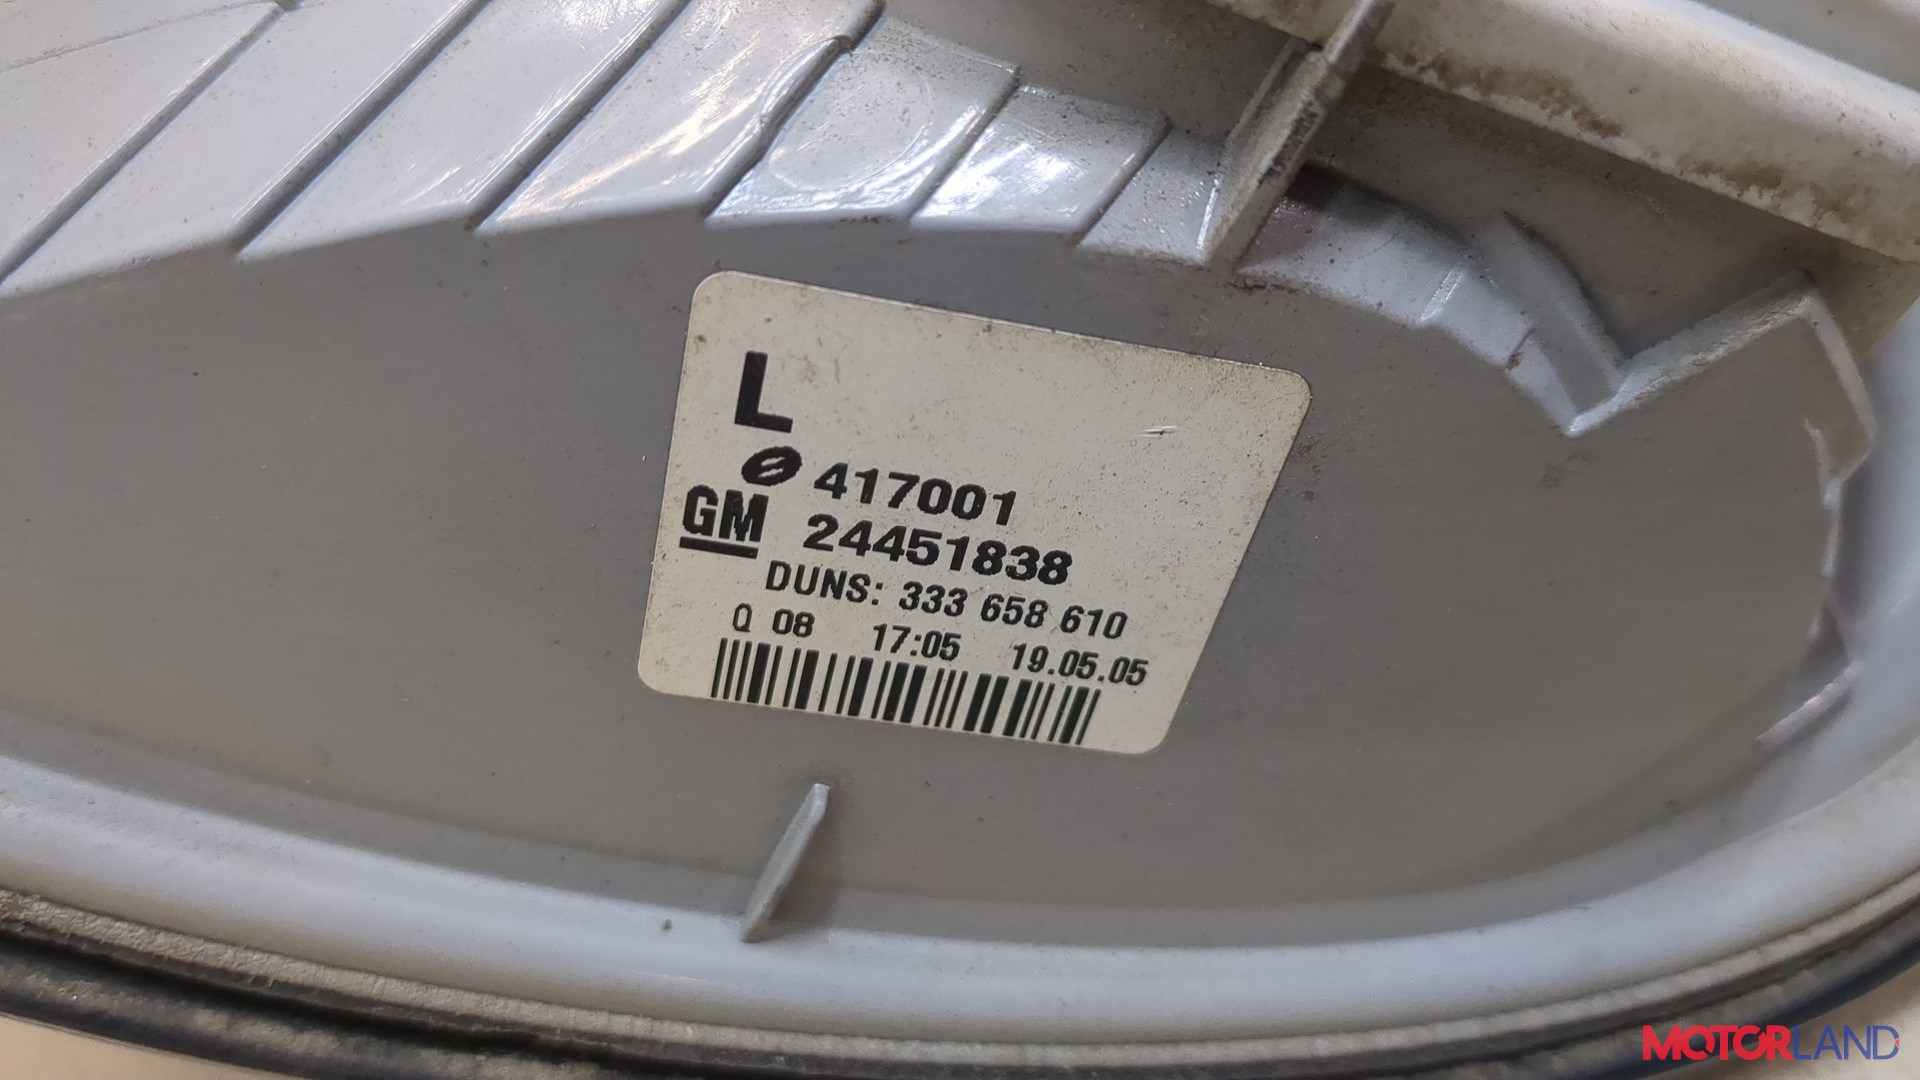 L
417001
GM 24451838
DUNS: 333 658 610
Q 08 17:05 19.05.05
MOTORLAND